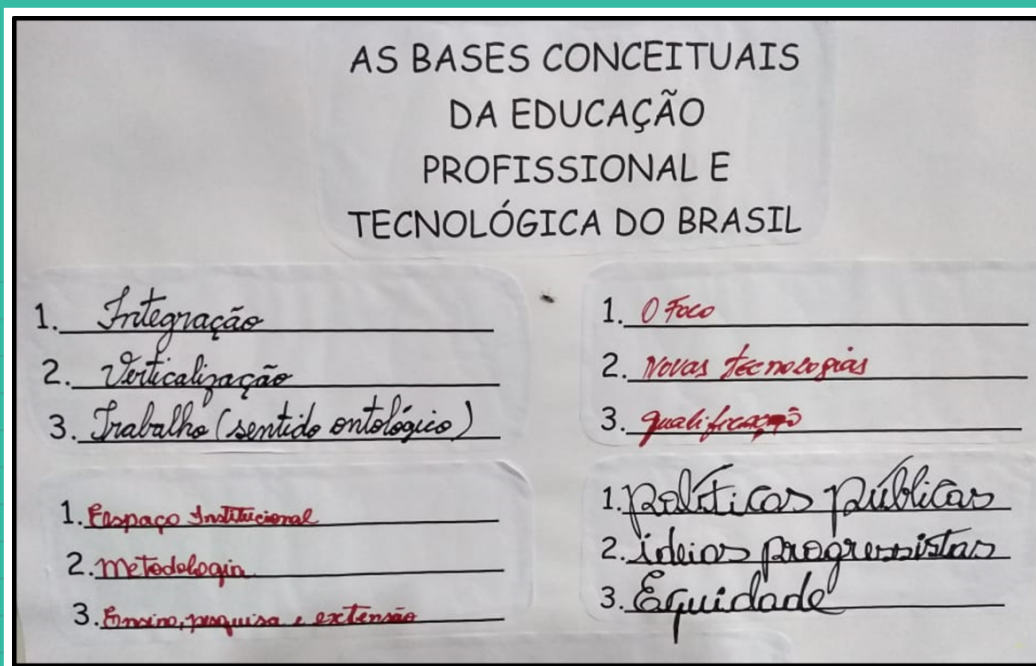 AS BASES CONCEITUAIS
DA EDUCAÇÃO
PROFISSIONAL E
TECNOLÓGICA DO BRASIL
1. Integração
2. Verticalização
3. Trabalho (sentido ontológico)
1. O Foco
2. Novas tecnologias
3. qualificação
1. Espaço Institucional
2. Metodologia
3. Ensino, pesquisa e extensão
1. Políticas Públicas
2. ideias progressistas
3. Equidade